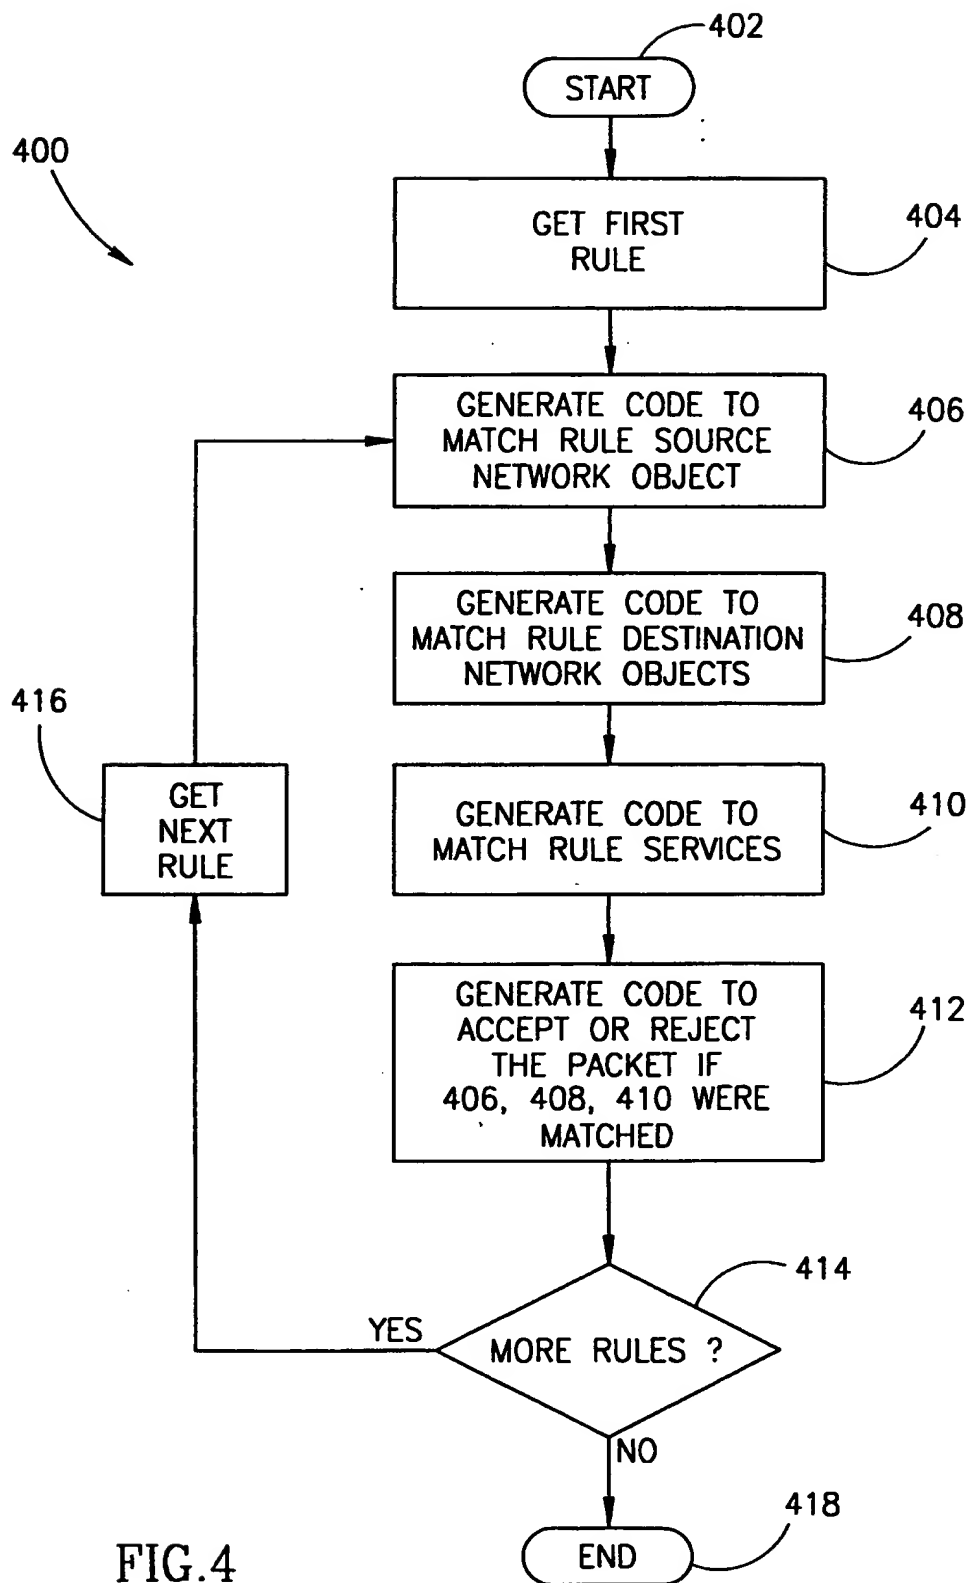 402
START
400
GET FIRST
RULE
404
GENERATE CODE TO
MATCH RULE SOURCE
NETWORK OBJECT
406
GENERATE CODE TO
MATCH RULE DESTINATION
NETWORK OBJECTS
408
416
GET
NEXT
RULE
GENERATE CODE TO
MATCH RULE SERVICES
410
GENERATE CODE TO
ACCEPT OR REJECT
THE PACKET IF
406, 408, 410 WERE
MATCHED
412
414
YES
MORE RULES ?
NO
418
END
FIG.4